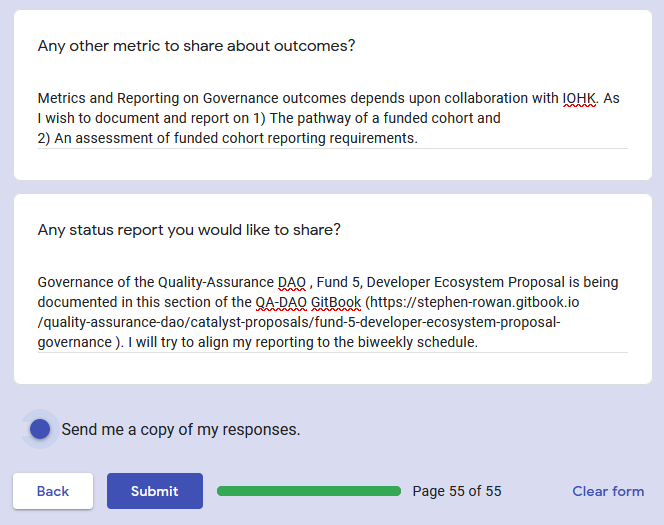 Any other metric to share about outcomes?
Metrics and Reporting on Governance outcomes depends upon collaboration with IOHK. As
I wish to document and report on 1) The pathway of a funded cohort and
2) An assessment of funded cohort reporting requirements.
Any status report you would like to share?
Governance of the Quality-Assurance DAO , Fund 5, Developer Ecosystem Proposal is being
documented in this section of the QA-DAO GitBook (https://stephen-rowan.gitbook.io
/quality-assurance-dao/catalyst-proposals/fund-5-developer-ecosystem-proposal-
governance ). I will try to align my reporting to the biweekly schedule.
Send me a copy of my responses.
Back Submit Page 55 of 55 Clear form